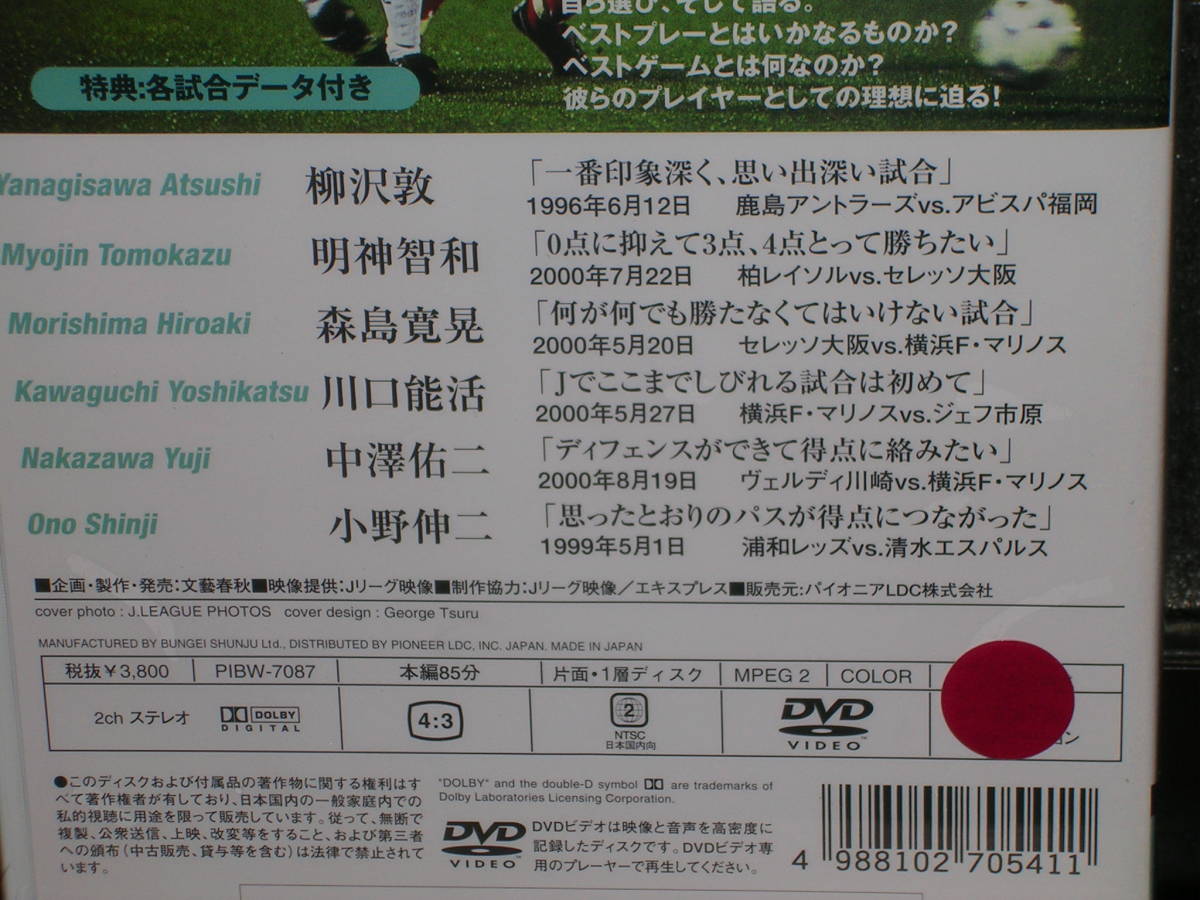 自ら選び、そして語る。
ベストプレーとはいかなるものか?
ベストゲームとは何なのか?
彼らのプレイヤーとしての理想に迫る!
特典:各試合データ付き
Yanagisawa Atsushi 柳沢敦 「一番印象深く、思い出深い試合」
1996年6月12日 鹿島アントラーズvs.アビスパ福岡
Myojin Tomokazu 明神智和 「0点に抑えて3点、4点とって勝ちたい」
2000年7月22日 柏レイソルvs.セレッソ大阪
Morishima Hiroaki 森島寛晃 「何が何でも勝たなくてはいけない試合」
2000年5月20日 セレッソ大阪vs.横浜F・マリノス
Kawaguchi Yoshikatsu 川口能活 「Jでここまでしびれる試合は初めて」
2000年5月27日 横浜F・マリノスvs.ジェフ市原
Nakazawa Yuji 中澤佑二 「ディフェンスができて得点に絡みたい」
2000年8月19日 ヴェルディ川崎vs.横浜F・マリノス
Ono Shinji 小野伸二 「思ったとおりのパスが得点につながった」
1999年5月1日 浦和レッズvs.清水エスパルス
■企画・製作・発売:文藝春秋■映像提供:Jリーグ映像■制作協力:Jリーグ映像/エキスプレス■販売元:パイオニアLDC株式会社
cover photo : J.LEAGUE PHOTOS cover design : George Tsuru
MANUFACTURED BY BUNGEI SHUNJU Ltd., DISTRIBUTED BY PIONEER LDC, INC. JAPAN. MADE IN JAPAN
税抜¥3,800 PIBW-7087 本編85分 片面・1層ディスク MPEG 2 COLOR
2ch ステレオ DOLBY DIGITAL 4:3 2 NTSC 日本国内向 DVD VIDEO
●このディスクおよび付属品の著作物に関する権利はす
べて著作権者が有しており、日本国内の一般家庭内での
私的視聴に用途を限って販売しています。従って、無断で
複製、公衆送信、上映、改変等をすること、および第三者
への頒布(中古販売、貸与等を含む)は法律で禁止されて
います。
"DOLBY" and the double-D symbol are trademarks of
Dolby Laboratories Licensing Corporation.
DVD VIDEO
DVDビデオは映像と音声を高密度に
記録したディスクです。DVDビデオ専
用のプレーヤーで再生してください。
4 988102 705411